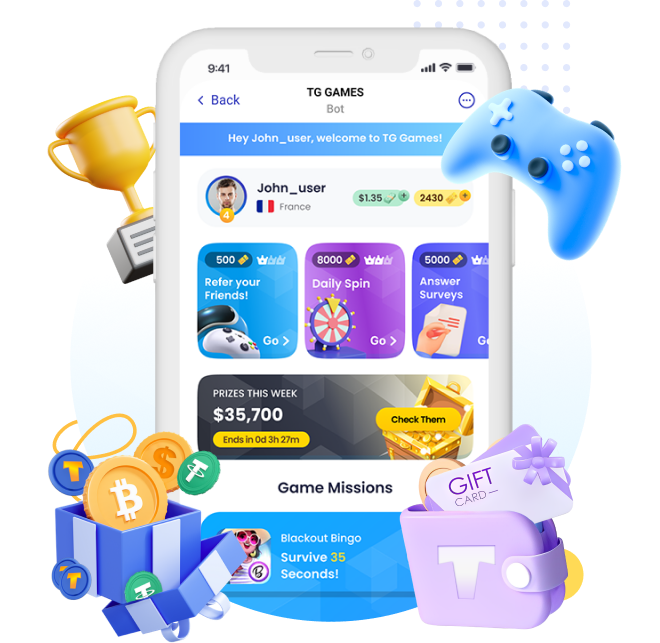 9:41
Back
TG GAMES
Bot
Hey John_user, welcome to TG Games!
John_user
France
4
$1.35
2430
500
Refer your
Friends!
Go
8000
Daily Spin
Go
5000
Answer
Surveys
Go
PRIZES THIS WEEK
$35,700
Ends in 0d 3h 27m
Check Them
Game Missions
Blackout Bingo
Survive 35
Seconds!
GIFT
CARD
T